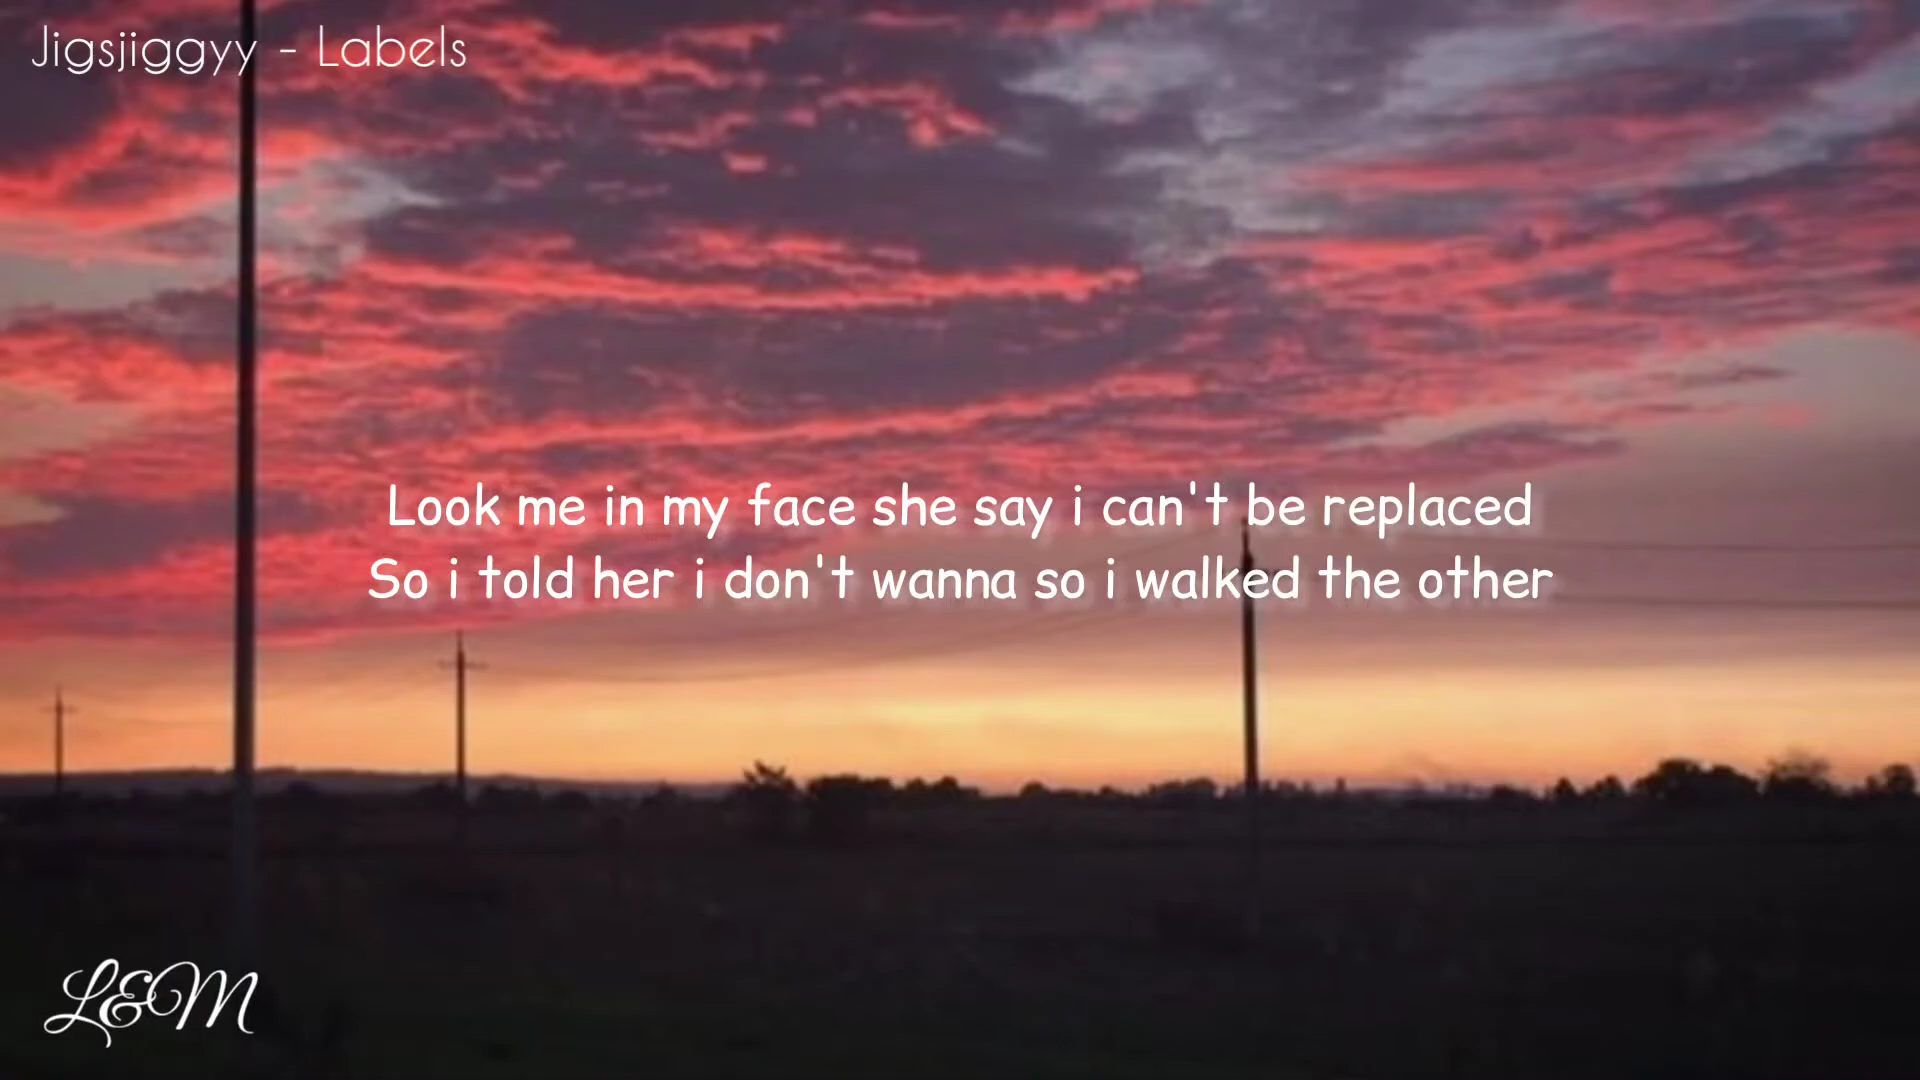 Jigsjiggyy - Labels
Look me in my face she say i can't be replaced
So i told her i don't wanna so i walked the other
L&M